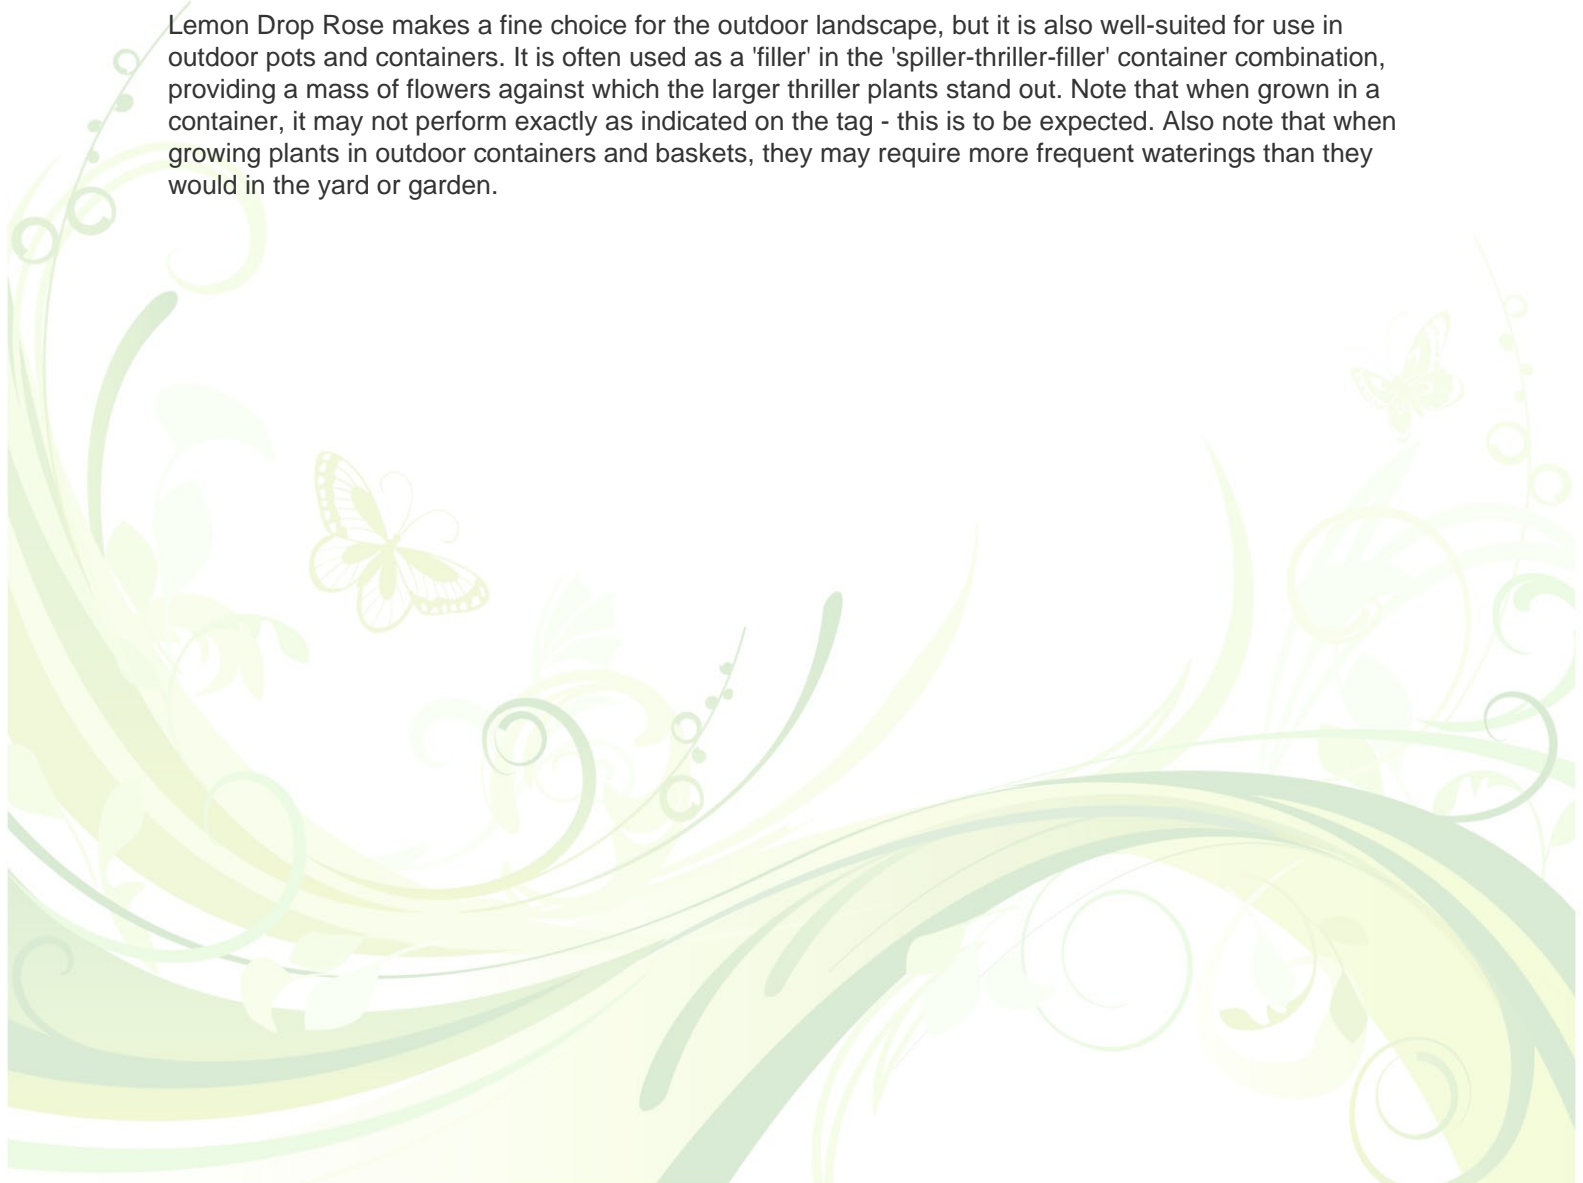 Lemon Drop Rose makes a fine choice for the outdoor landscape, but it is also well-suited for use in
outdoor pots and containers. It is often used as a 'filler' in the 'spiller-thriller-filler' container combination,
providing a mass of flowers against which the larger thriller plants stand out. Note that when grown in a
container, it may not perform exactly as indicated on the tag - this is to be expected. Also note that when
growing plants in outdoor containers and baskets, they may require more frequent waterings than they
would in the yard or garden.